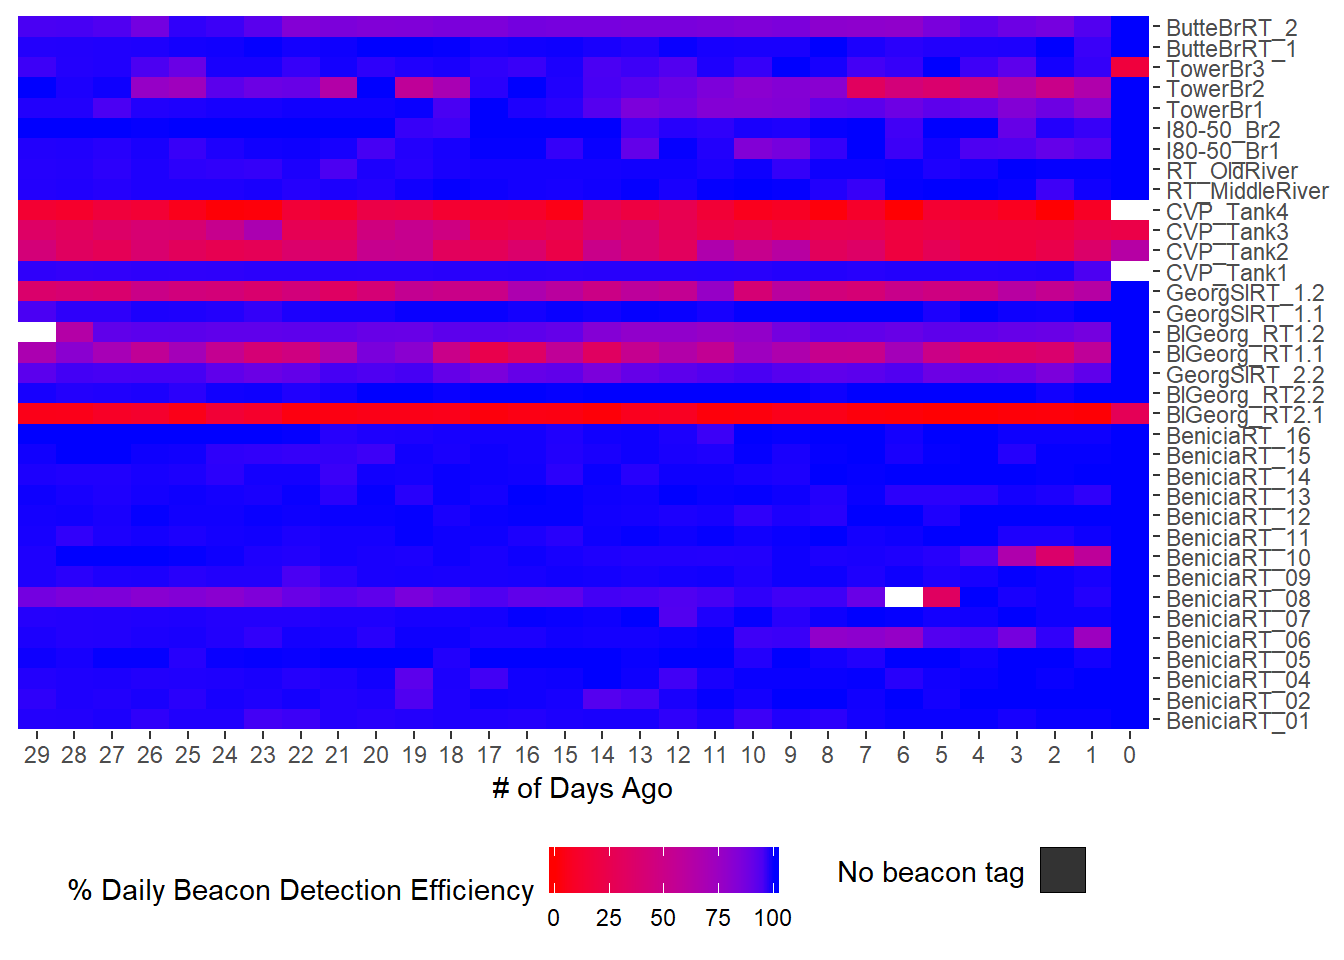 ButteBrRT_2
ButteBrRT_1
TowerBr3
TowerBr2
TowerBr1
I80-50_Br2
I80-50_Br1
RT_OldRiver
RT_MiddleRiver
CVP_Tank4
CVP_Tank3
CVP_Tank2
CVP_Tank1
GeorgSlRT_1.2
GeorgSlRT_1.1
BlGeorg_RT1.2
BlGeorg_RT1.1
GeorgSlRT_2.2
BlGeorg_RT2.2
BlGeorg_RT2.1
BeniciaRT_16
BeniciaRT_15
BeniciaRT_14
BeniciaRT_13
BeniciaRT_12
BeniciaRT_11
BeniciaRT_10
BeniciaRT_09
BeniciaRT_08
BeniciaRT_07
BeniciaRT_06
BeniciaRT_05
BeniciaRT_04
BeniciaRT_02
BeniciaRT_01
29 28 27 26 25 24 23 22 21 20 19 18 17 16 15 14 13 12 11 10 9 8 7 6 5 4 3 2 1 0
# of Days Ago
% Daily Beacon Detection Efficiency
0 25 50 75 100
No beacon tag